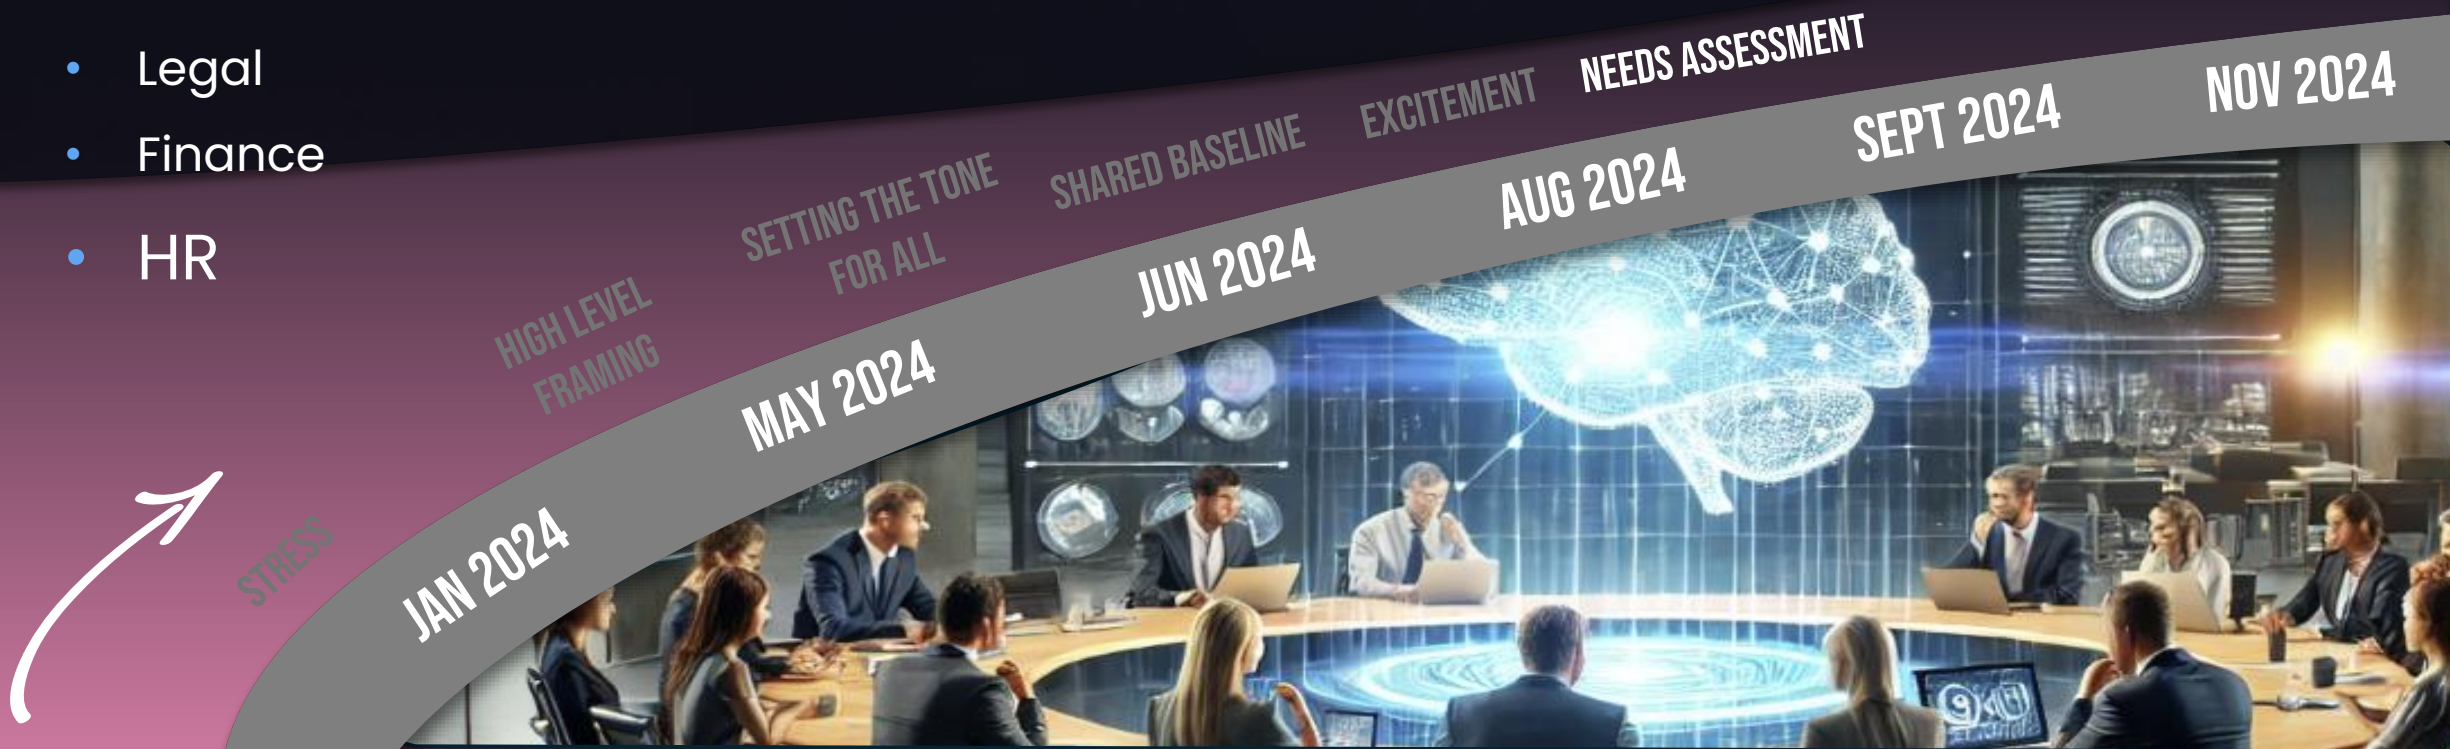 Legal
Finance
HR
STRESS
HIGH LEVEL
FRAMING
SETTING THE TONE
FOR ALL
SHARED BASELINE
EXCITEMENT
NEEDS ASSESSMENT
JAN 2024
MAY 2024
JUN 2024
AUG 2024
SEPT 2024
NOV 2024